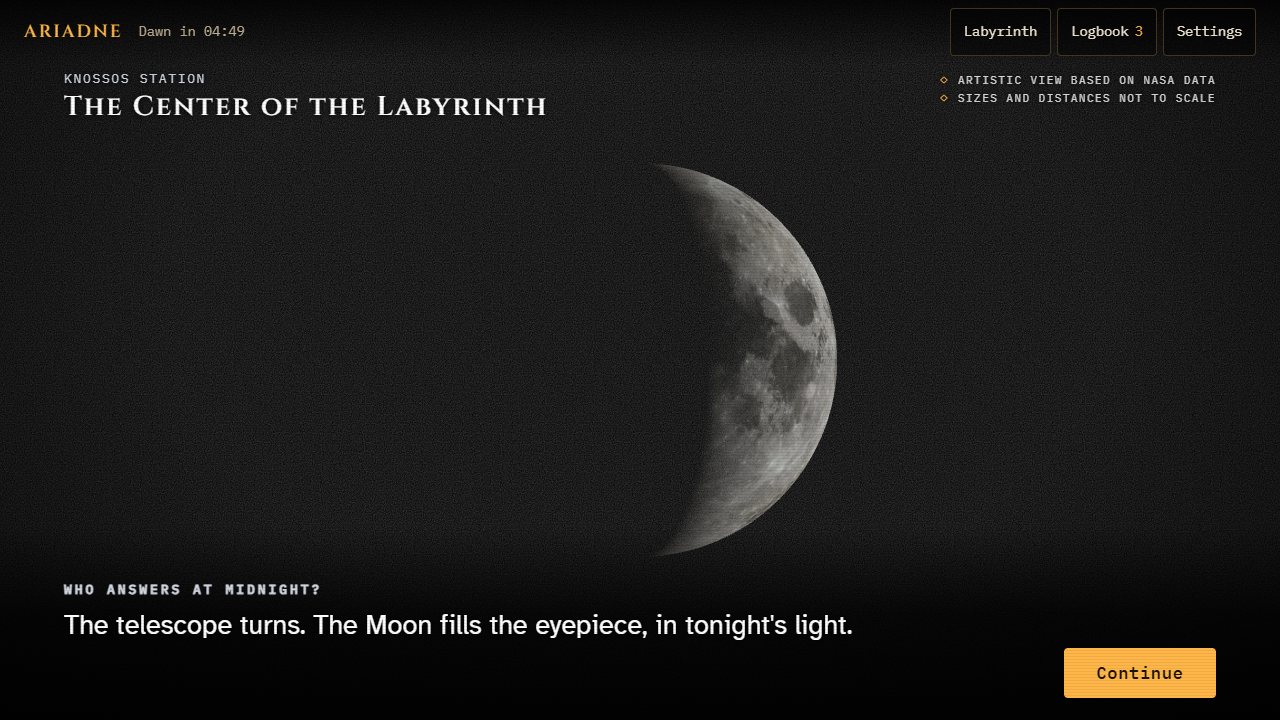 ARIADNE Dawn in 04:49 Labyrinth Logbook 3 Settings
KNOSSOS STATION
The Center of the Labyrinth
ARTISTIC VIEW BASED ON NASA DATA
SIZES AND DISTANCES NOT TO SCALE
WHO ANSWERS AT MIDNIGHT?
The telescope turns. The Moon fills the eyepiece, in tonight's light.
Continue